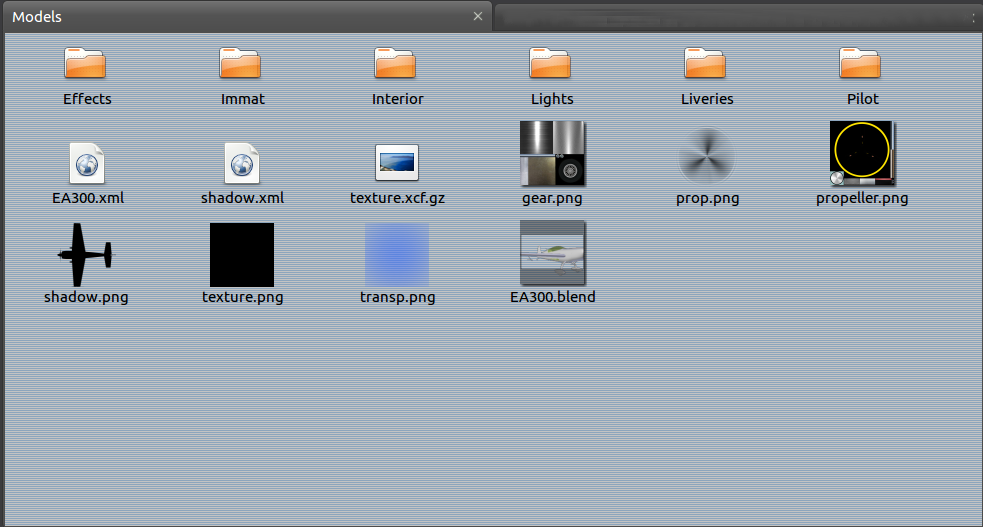 Models
Effects
Immat
Interior
Lights
Liveries
Pilot
EA300.xml
shadow.xml
texture.xcf.gz
gear.png
prop.png
propeller.png
shadow.png
texture.png
transp.png
EA300.blend